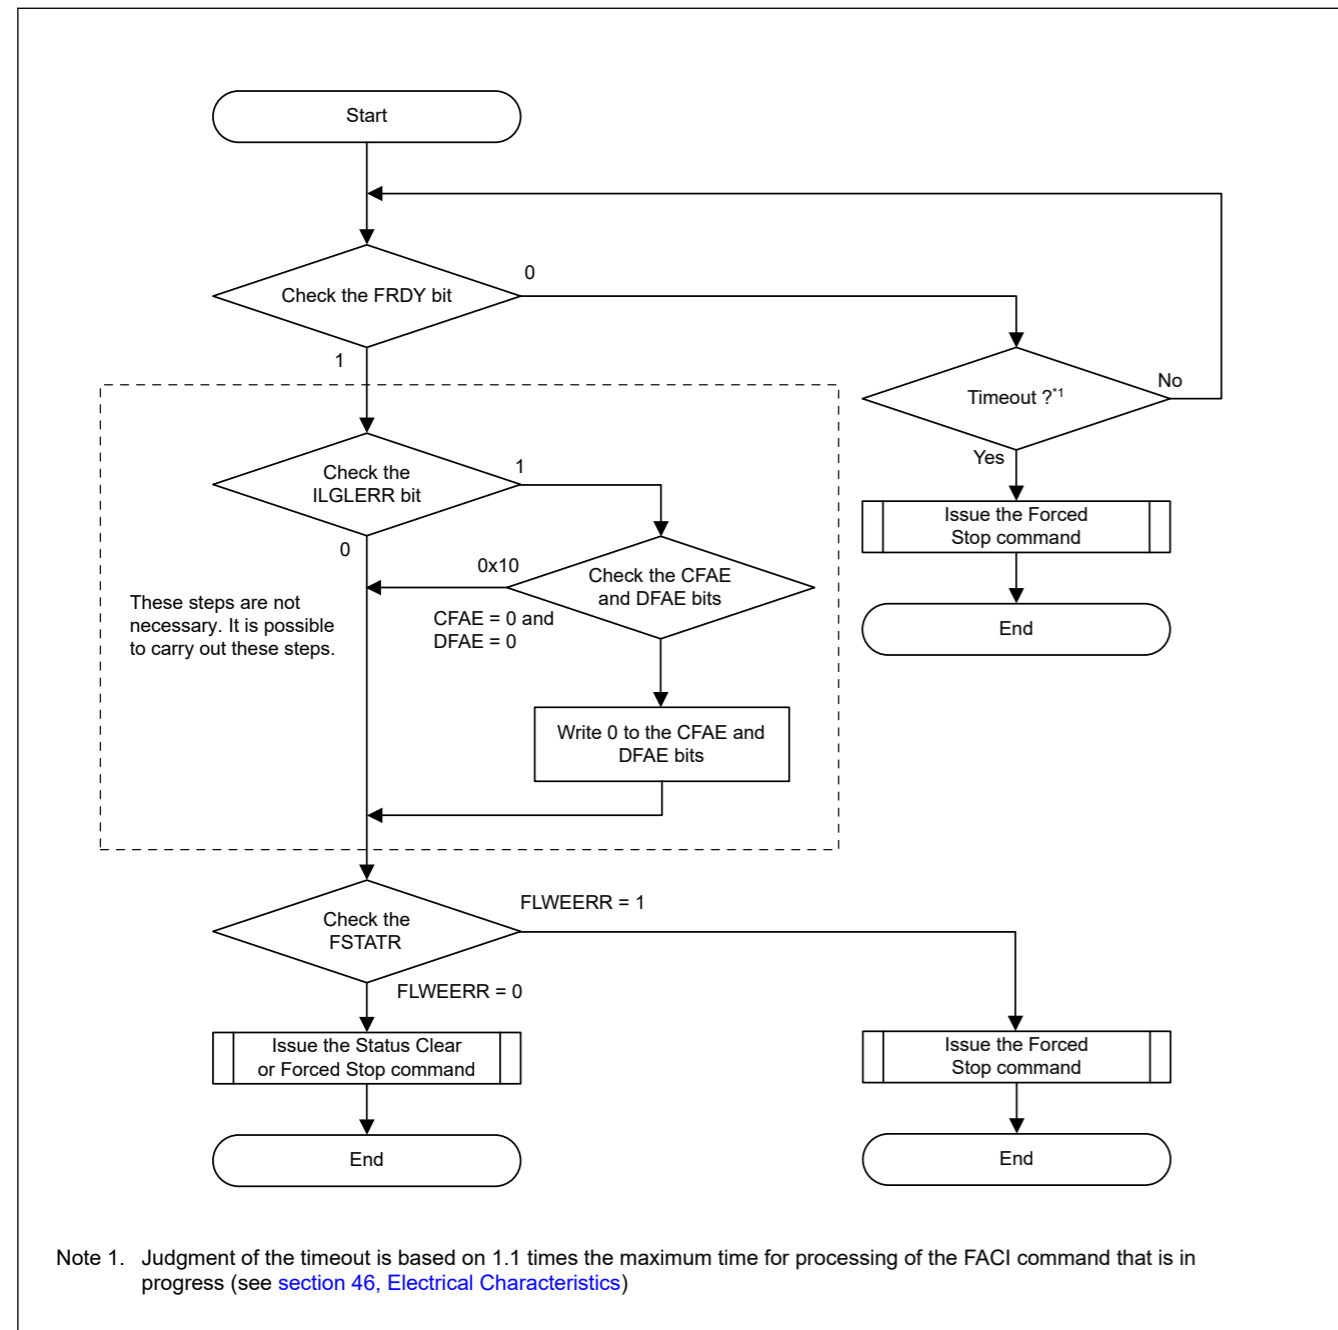 Start
0
Check the FRDY bit
1
Timeout ?*1
No
Yes
Check the
ILGLERR bit
1
0
Issue the Forced
Stop command
0x10
Check the CFAE
and DFAE bits
CFAE = 0 and
DFAE = 0
These steps are not
necessary. It is possible
to carry out these steps.
End
Write 0 to the CFAE and
DFAE bits
Check the
FSTATR
FLWEERR = 1
FLWEERR = 0
Issue the Status Clear
or Forced Stop command
Issue the Forced
Stop command
End
End
Note 1. Judgment of the timeout is based on 1.1 times the maximum time for processing of the FACI command that is in
progress (see section 46, Electrical Characteristics)